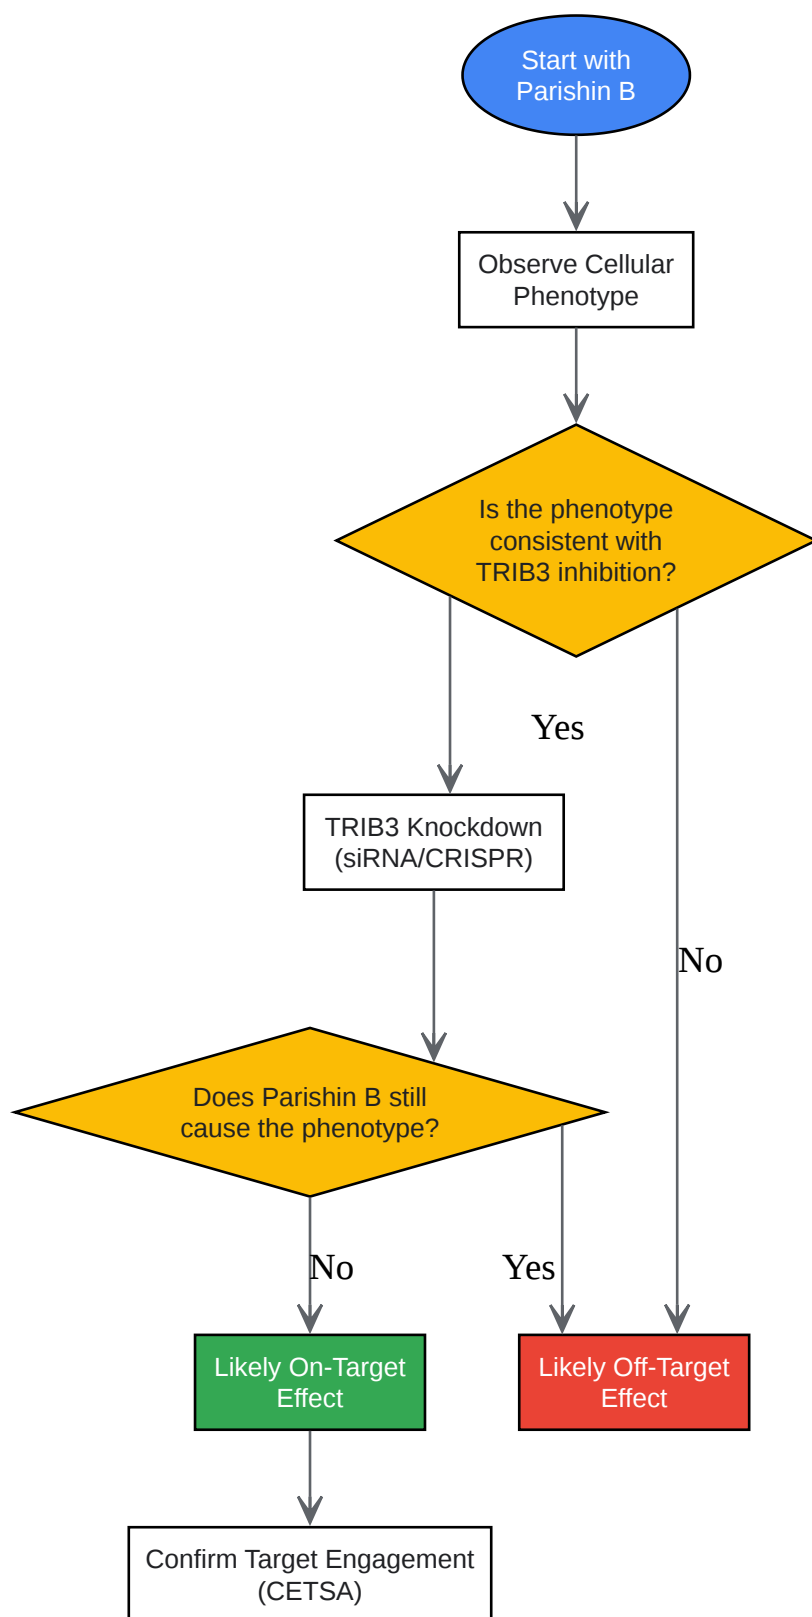 Start with
Parishin B
Observe Cellular
Phenotype
Is the phenotype
consistent with
TRIB3 inhibition?
Yes
TRIB3 Knockdown
(siRNA/CRISPR)
No
Does Parishin B still
cause the phenotype?
No
Yes
Likely On-Target
Effect
Likely Off-Target
Effect
Confirm Target Engagement
(CETSA)